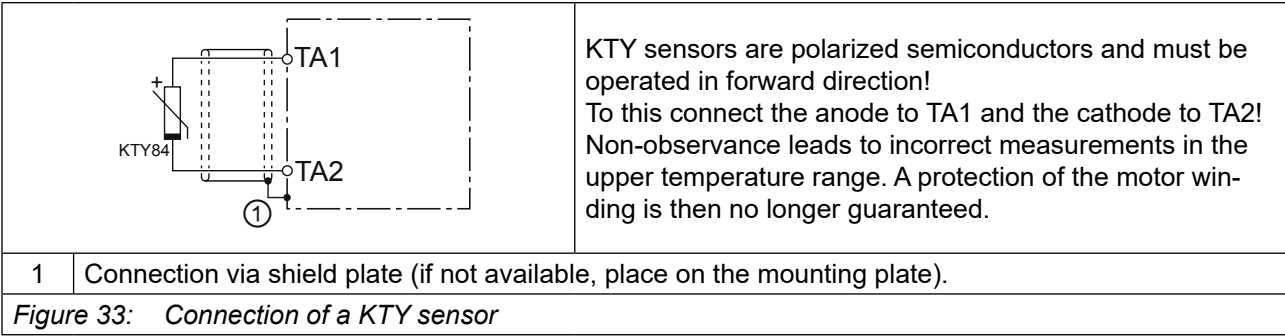 TA1
+
KTY84
TA2
1
KTY sensors are polarized semiconductors and must be
operated in forward direction!
To this connect the anode to TA1 and the cathode to TA2!
Non-observance leads to incorrect measurements in the
upper temperature range. A protection of the motor win-
ding is then no longer guaranteed.
1 Connection via shield plate (if not available, place on the mounting plate).
Figure 33: Connection of a KTY sensor